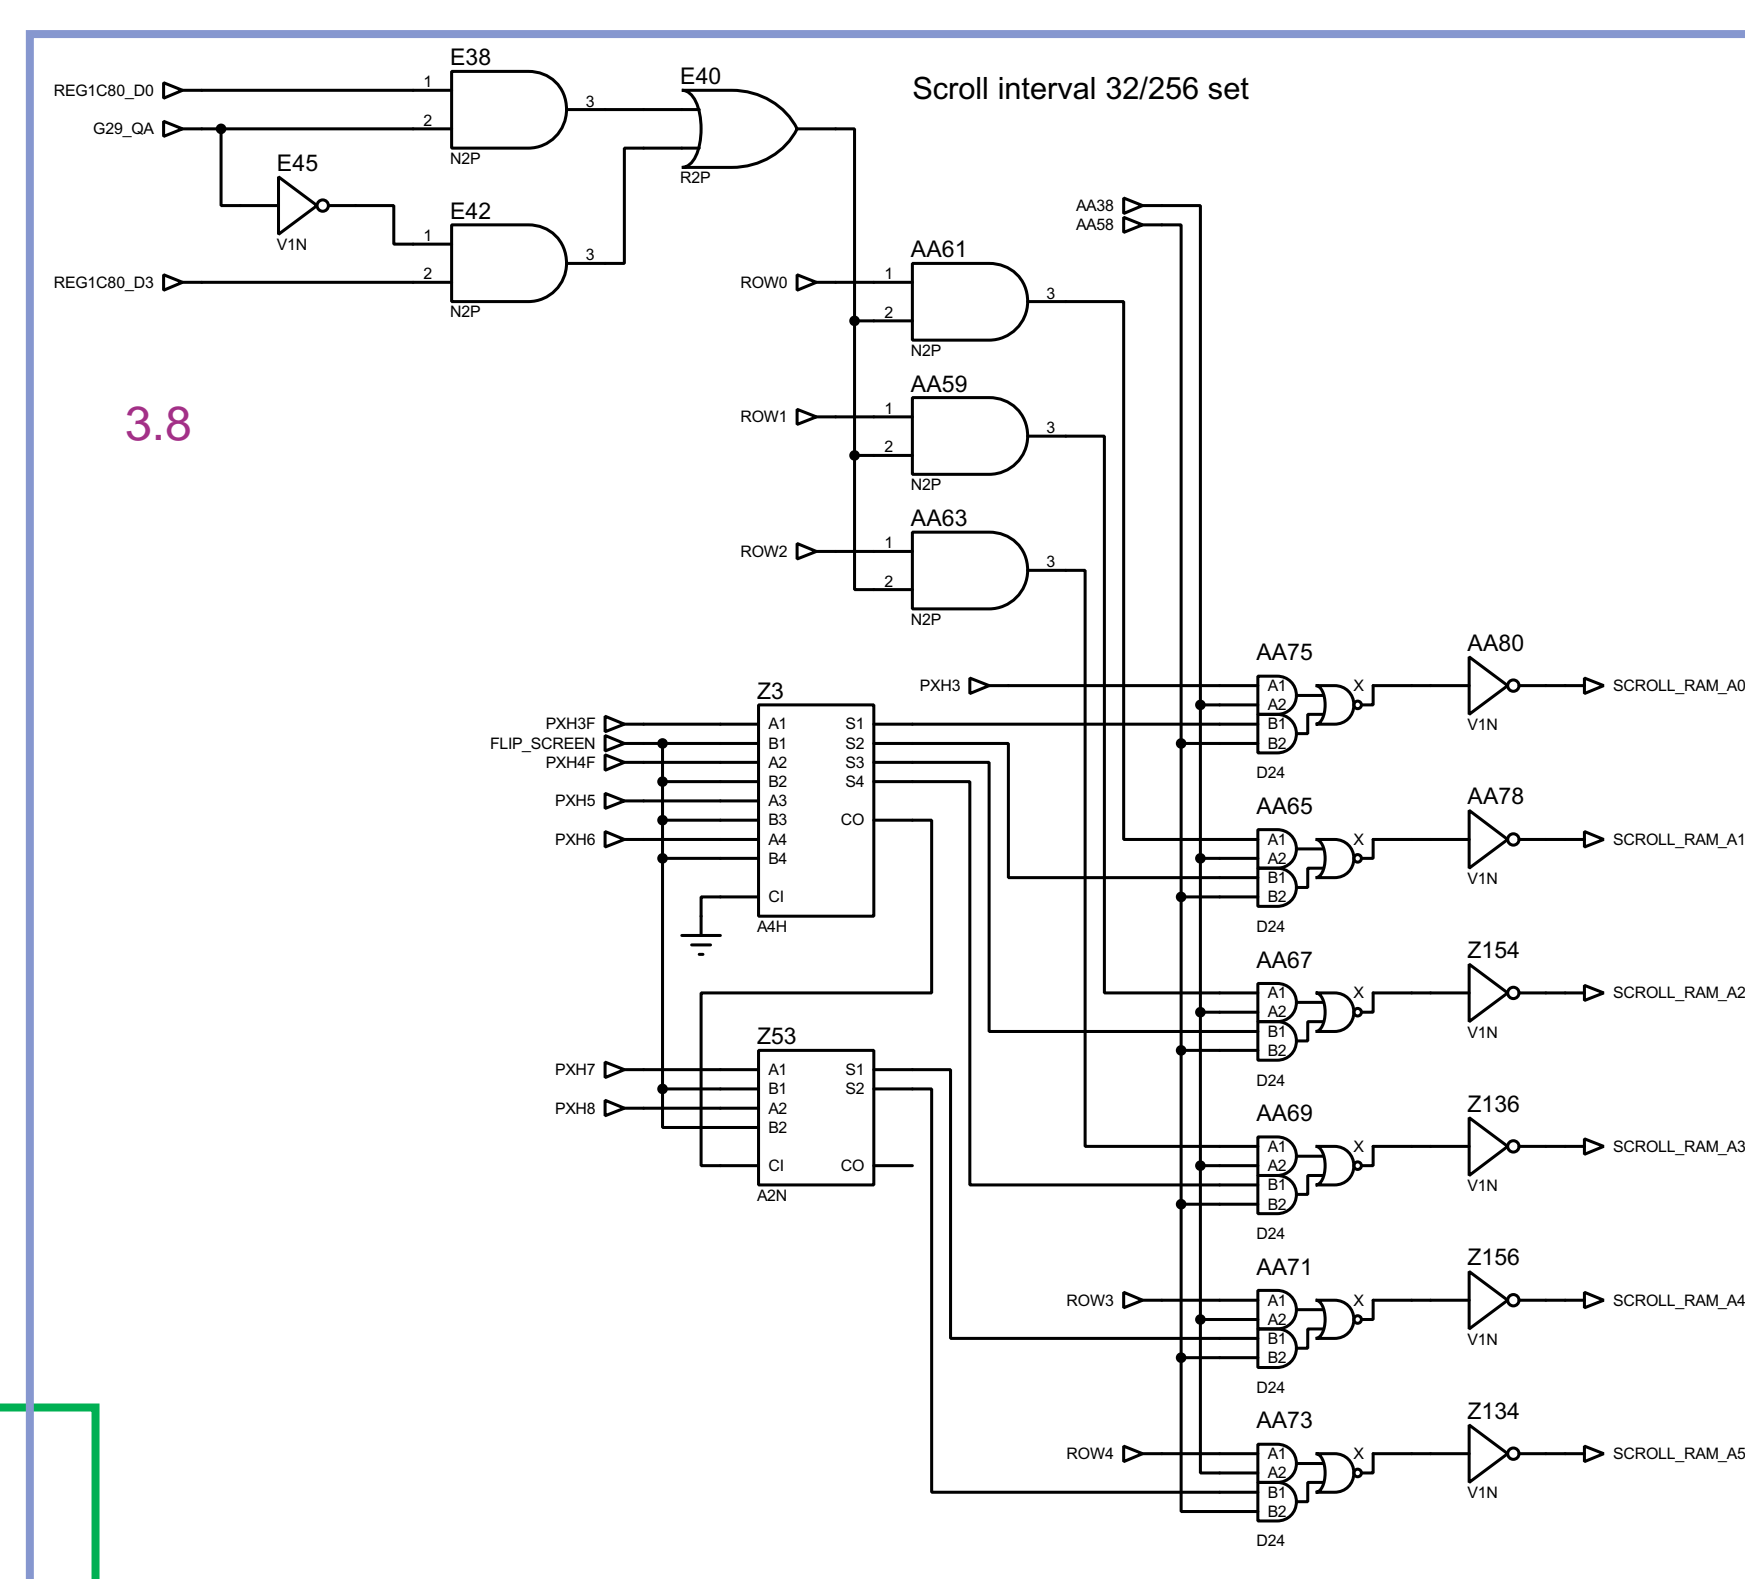 E38
E40
Scroll interval 32/256 set
REG1C80_D0
1
3
G29_QA
2
N2P
R2P
E45
V1N
E42
1
3
REG1C80_D3
2
N2P
AA38
AA58
AA61
ROW0
1
3
2
N2P
3.8
AA59
ROW1
1
3
2
N2P
AA63
ROW2
1
3
2
N2P
PXH3
AA75
A1
A2
B1
B2
X
D24
AA80
V1N
SCROLL_RAM_A0
Z3
PXH3F
FLIP_SCREEN
PXH4F
PXH5
PXH6
A1
B1
A2
B2
A3
B3
A4
B4
CI
S1
S2
S3
S4
CO
A4H
AA65
A1
A2
B1
B2
X
D24
AA78
V1N
SCROLL_RAM_A1
AA67
A1
A2
B1
B2
X
D24
Z154
V1N
SCROLL_RAM_A2
Z53
PXH7
PXH8
A1
B1
A2
B2
CI
S1
S2
CO
A2N
AA69
A1
A2
B1
B2
X
D24
Z136
V1N
SCROLL_RAM_A3
AA71
ROW3
A1
A2
B1
B2
X
D24
Z156
V1N
SCROLL_RAM_A4
AA73
ROW4
A1
A2
B1
B2
X
D24
Z134
V1N
SCROLL_RAM_A5